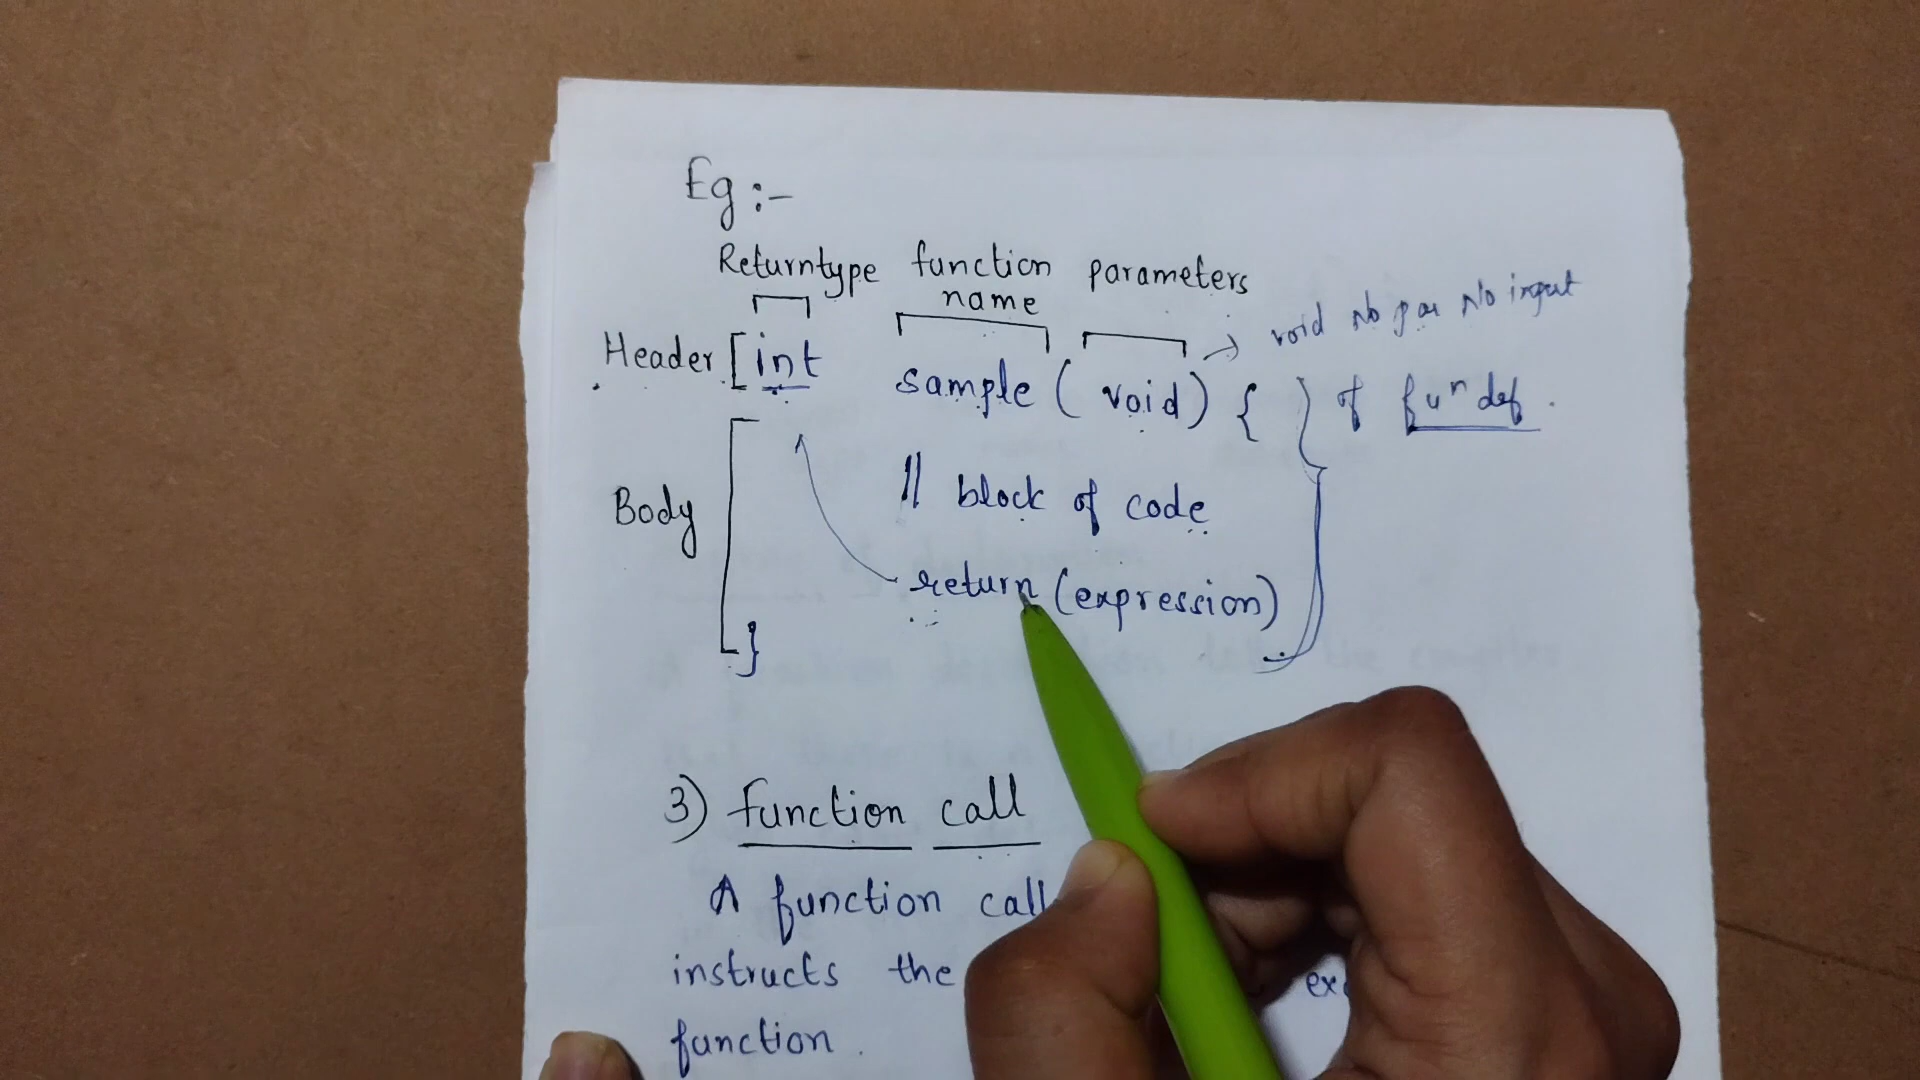 Eg :-
Returntype function name parameters
void No par No input
Header [ int sample ( void ) { } of fuⁿ def .
Body [ // block of code
return (expression)
}
3) function call
A function call
instructs the
function .